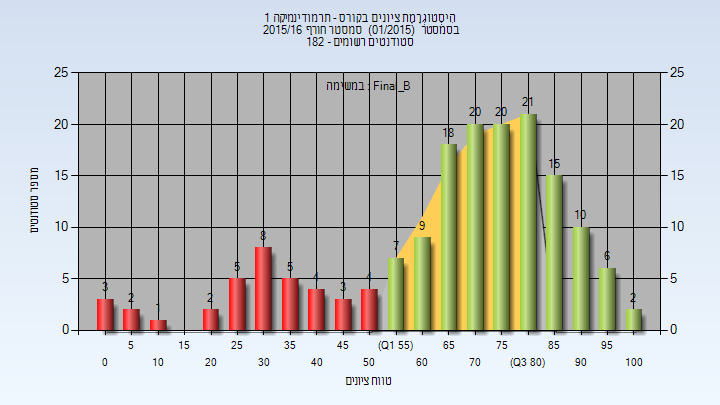 היסטוגרמת ציונים בקורס - תרמודינמיקה 1
בסמסטר (01/2015) סמסטר חורף 2015/16
סטודנטים רשומים - 182
במשימה : Final_B
25 25
20 20
15 15
10 10
5 5
0 0
מספר סטודנטים
3 2 1 2 5 8 5 4 3 4 7 9 18 20 20 21 15 10 6 2
5 15 25 35 45 (Q1 55) 65 75 85 95
0 10 20 30 40 50 60 70 (Q3 80) 90 100
טווח ציונים